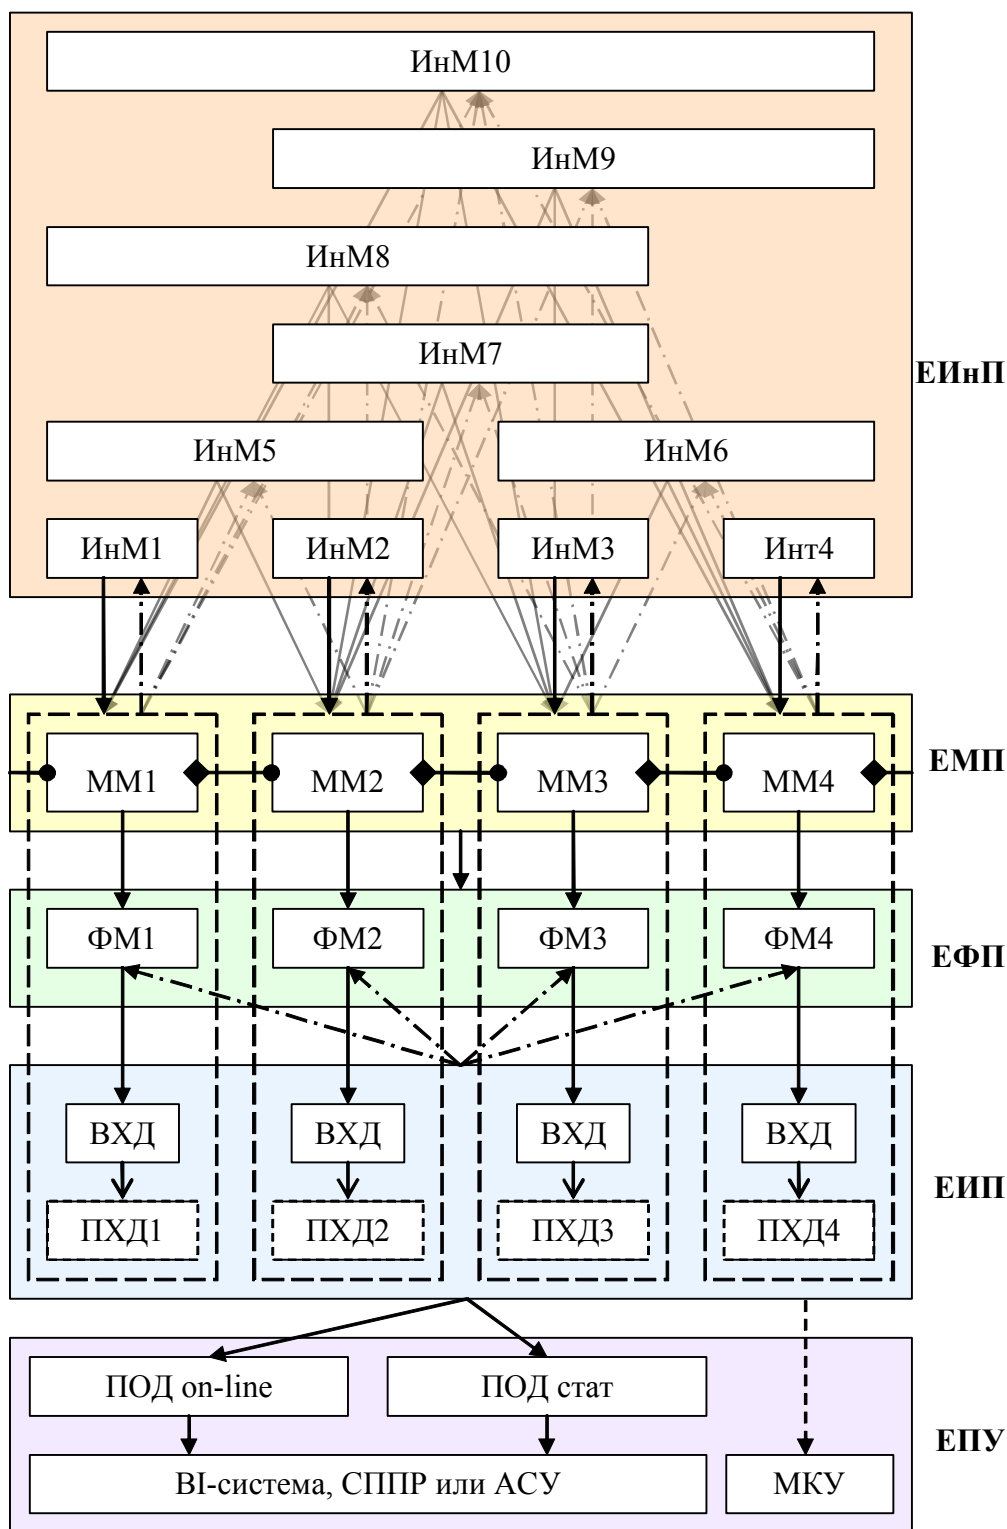 ИнМ10
ИнМ9
ИнМ8
ИнМ7
ЕИнП
ИнМ5
ИнМ6
ИнМ1
ИнМ2
ИнМ3
Инт4
ММ1
ММ2
ММ3
ММ4
ЕМП
ФМ1
ФМ2
ФМ3
ФМ4
ЕФП
ВХД
ВХД
ВХД
ВХД
ЕИП
ПХД1
ПХД2
ПХД3
ПХД4
ПОД on-line
ПОД стат
ЕПУ
BI-система, СППР или АСУ
МКУ